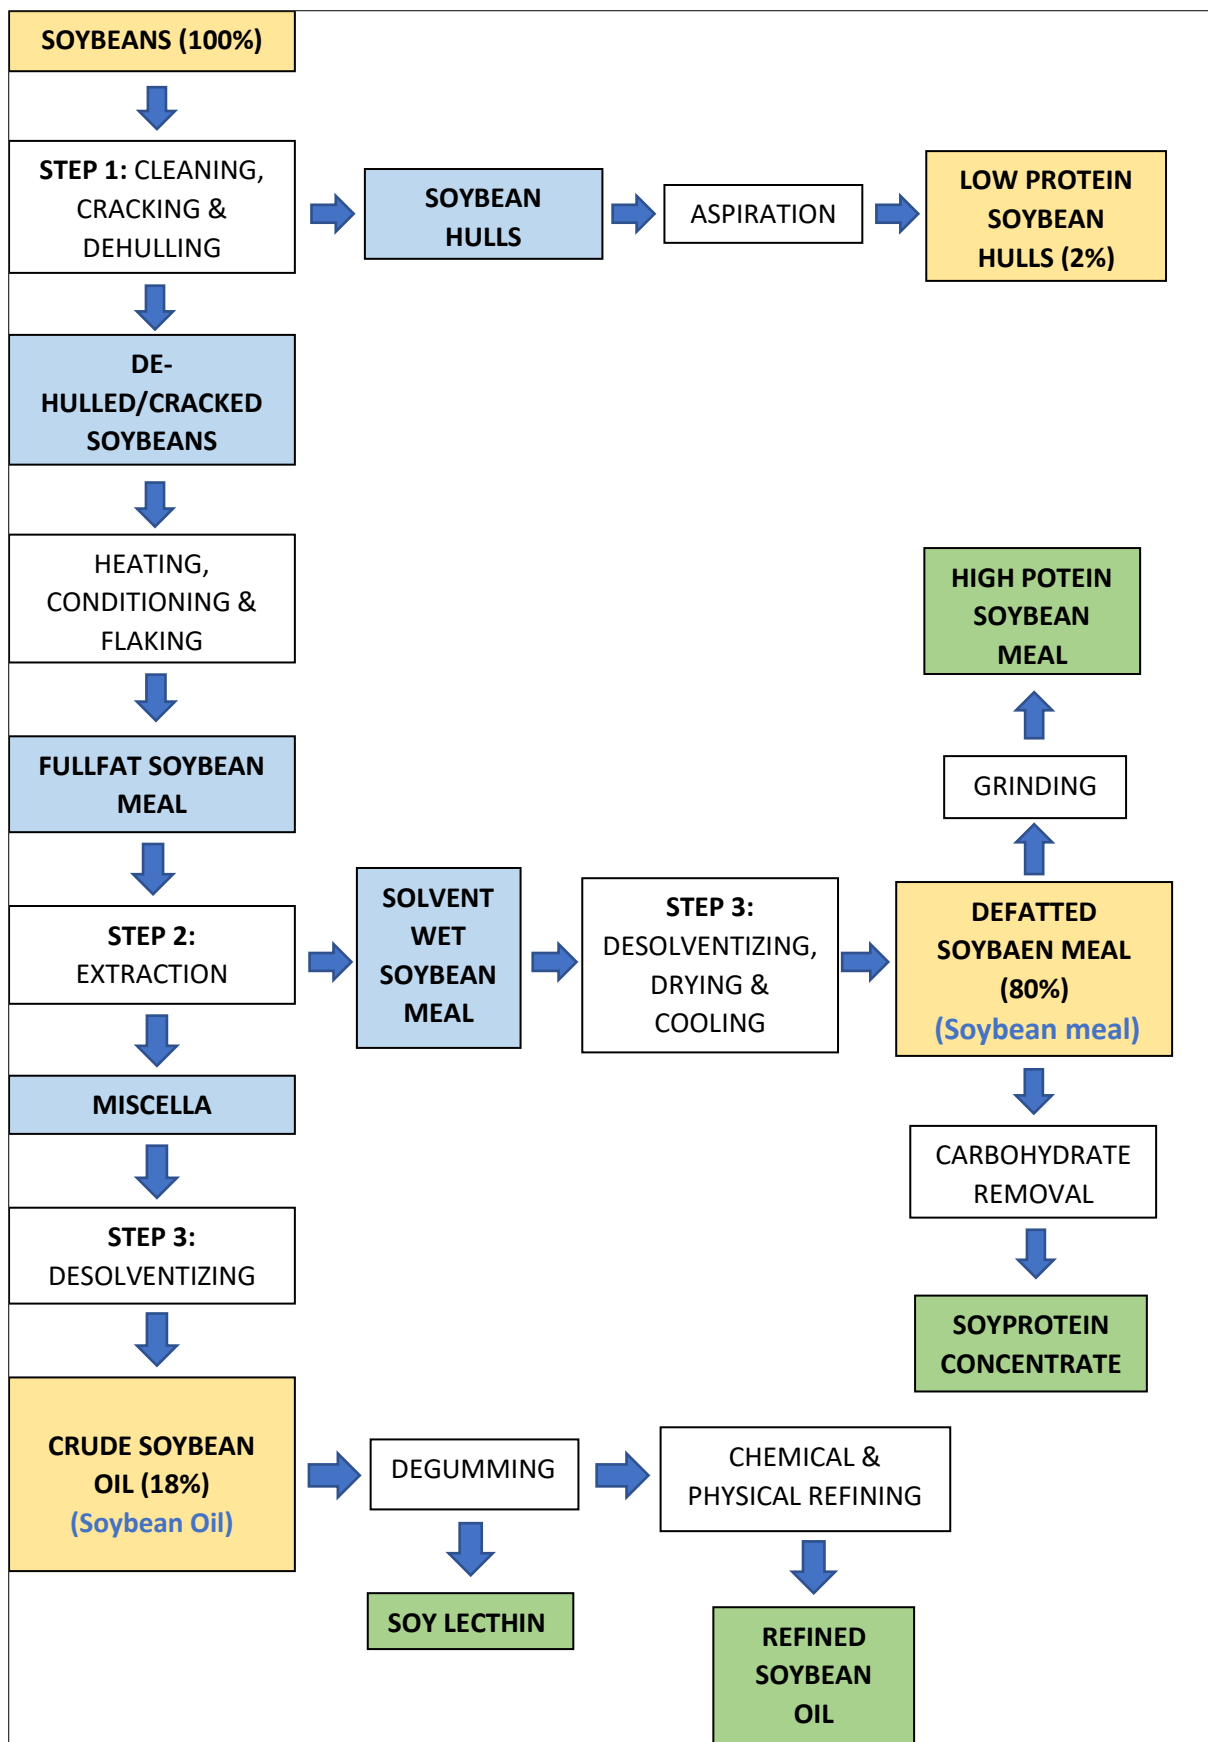 SOYBEANS (100%)
STEP 1: CLEANING,
CRACKING &
DEHULLING
SOYBEAN
HULLS
ASPIRATION
LOW PROTEIN
SOYBEAN
HULLS (2%)
DE-
HULLED/CRACKED
SOYBEANS
HEATING,
CONDITIONING &
FLAKING
HIGH POTEIN
SOYBEAN
MEAL
FULLFAT SOYBEAN
MEAL
GRINDING
STEP 2:
EXTRACTION
SOLVENT
WET
SOYBEAN
MEAL
STEP 3:
DESOLVENTIZING,
DRYING &
COOLING
DEFATTED
SOYBAEN MEAL
(80%)
(Soybean meal)
MISCELLA
CARBOHYDRATE
REMOVAL
STEP 3:
DESOLVENTIZING
SOYPROTEIN
CONCENTRATE
CRUDE SOYBEAN
OIL (18%)
(Soybean Oil)
DEGUMMING
CHEMICAL &
PHYSICAL REFINING
SOY LECTHIN
REFINED
SOYBEAN
OIL